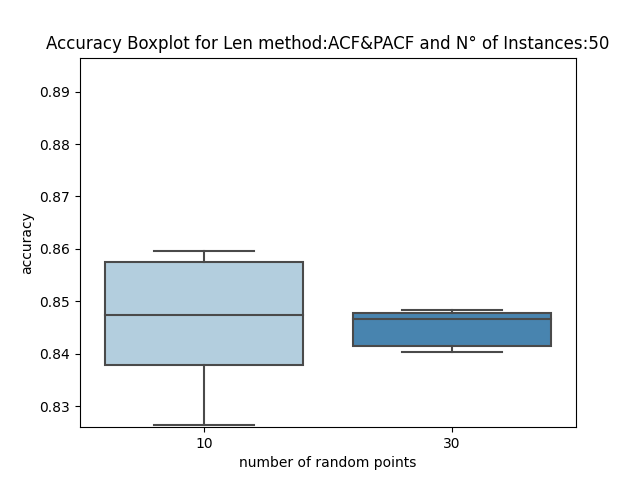 Accuracy Boxplot for Len method:ACF&PACF and N° of Instances:50
0.89
0.88
0.87
0.86
0.85
0.84
0.83
accuracy
10 30
number of random points